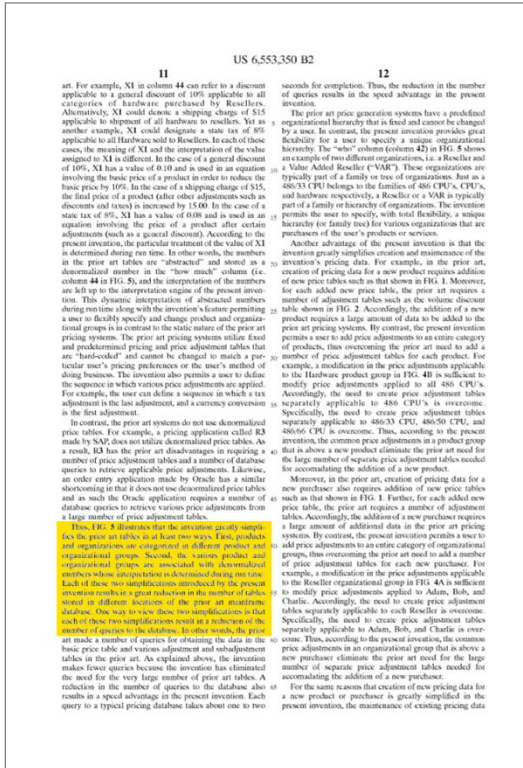 US 6,553,350 B2
11
art. For example, X1 in column 44 can refer to a discount
applicable to a general discount of 10% applicable to all
categories of hardware purchased by Resellers.
Alternatively, X1 could denote a shipping charge of $15
applicable to shipment of all hardware to resellers. Yet as
another example, X1 could designate a state tax of 8%
applicable to all Hardware sold to Resellers. In each of these
cases, the meaning of X1 and the interpretation of the value
assigned to X1 is different. In the case of a general discount
of 10%, X1 has a value of 0.10 and is used in an equation
involving the basic price of a product in order to reduce the
basic price by 10%. In the case of a shipping charge of $15,
the final price of a product (after other adjustments such as
discounts and taxes) is increased by 15.00. In the case of a
state tax of 8%, X1 has a value of 0.08 and is used in an
equation involving the price of a product after certain
adjustments (such as a general discount). According to the
present invention, the particular treatment of the value of X1
is determined during run time. In other words, the numbers
in the prior art tables are "abstracted" and stored as a
denormalized number in the "how much" column (i.e.
column 44 in FIG. 5), and the interpretation of the numbers
are left up to the interpretation engine of the present inven-
tion. This dynamic interpretation of abstracted numbers
during run time along with the invention's feature permitting
a user to flexibly specify and change product and organiza-
tional groups is in contrast to the static nature of the prior art
pricing systems. The prior art pricing systems utilize fixed
and predetermined pricing and price adjustment tables that
are "hard-coded" and cannot be changed to match a par-
ticular user's pricing preferences or the user's method of
doing business. The invention also permits a user to define
the sequence in which various price adjustments are applied.
For example, the user can define a sequence in which a tax
adjustment is the last adjustment, and a currency conversion
is the first adjustment.
In contrast, the prior art systems do not use denormalized
price tables. For example, a pricing application called R3
made by SAP, does not utilize denormalized price tables. As
a result, R3 has the prior art disadvantages in requiring a
number of price adjustment tables and a number of database
queries to retrieve applicable price adjustments. Likewise,
an order entry application made by Oracle has a similar
shortcoming in that it does not use denormalized price tables
and as such the Oracle application requires a number of
database queries to retrieve various price adjustments from
a large number of price adjustment tables.
Thus, FIG. 5 illustrates that the invention greatly simpli-
fies the prior art tables in at least two ways. First, products
and organizations are categorized in different product and
organizational groups. Second, the various product and
organizational groups are associated with denormalized
numbers whose interpretation is determined during run time.
Each of these two simplifications introduced by the present
invention results in a great reduction in the number of tables
stored in different locations of the prior art mainframe
database. One way to view these two simplifications is that
each of these two simplifications result in a reduction of the
number of queries to the database. In other words, the prior
art made a number of queries for obtaining the data in the
basic price table and various adjustment and subadjustment
tables in the prior art. As explained above, the invention
makes fewer queries because the invention has eliminated
the need for the very large number of prior art tables. A
reduction in the number of queries to the database also
results in a speed advantage in the present invention. Each
query to a typical pricing database takes about one to two
5
10
15
20
25
30
35
40
45
50
55
60
65
12
seconds for completion. Thus, the reduction in the number
of queries results in the speed advantage in the present
invention.
The prior art price generation systems have a predefined
organizational hierarchy that is fixed and cannot be changed
by a user. In contrast, the present invention provides great
flexibility for a user to specify a unique organizational
hierarchy. The "who" column (column 42) in FIG. 5 shows
an example of two different organizations, i.e. a Reseller and
a Value Added Reseller ("VAR"). These organizations are
typically part of a family or tree of organizations. Just as a
486/33 CPU belongs to the families of 486 CPU's, CPU's,
and hardware respectively, a Reseller or a VAR is typically
part of a family or hierarchy of organizations. The invention
permits the user to specify, with total flexibility, a unique
hierarchy (or family tree) for various organizations that are
purchasers of the user's products or services.
Another advantage of the present invention is that the
invention greatly simplifies creation and maintenance of the
invention's pricing data. For example, in the prior art,
creation of pricing data for a new product requires addition
of new price tables such as that shown in FIG. 1. Moreover,
for each added new price table, the prior art requires a
number of adjustment tables such as the volume discount
table shown in FIG. 2. Accordingly, the addition of a new
product requires a large amount of data to be added to the
prior art pricing systems. By contrast, the present invention
permits a user to add price adjustments to an entire category
of products, thus overcoming the prior art need to add a
number of price adjustment tables for each product. For
example, a modification in the price adjustments applicable
to the Hardware product group in FIG. 4B is sufficient to
modify price adjustments applied to all 486 CPU's.
Accordingly, the need to create price adjustment tables
separately applicable to 486 CPU's is overcome.
Specifically, the need to create price adjustment tables
separately applicable to 486/33 CPU, 486/50 CPU, and
486/66 CPU is overcome. Thus, according to the present
invention, the common price adjustments in a product group
that is above a new product eliminate the prior art need for
the large number of separate price adjustment tables needed
for accomadating the addition of a new product.
Moreover, in the prior art, creation of pricing data for a
new purchaser also requires addition of new price tables
such as that shown in FIG. 1. Further, for each added new
price table, the prior art requires a number of adjustment
tables. Accordingly, the addition of a new purchaser requires
a large amount of additional data in the prior art pricing
systems. By contrast, the present invention permits a user to
add price adjustments to an entire category of organizational
groups, thus overcoming the prior art need to add a number
of price adjustment tables for each new purchaser. For
example, a modification in the price adjustments applicable
to the Reseller organizational group in FIG. 4A is sufficient
to modify price adjustments applied to Adam, Bob, and
Charlie. Accordingly, the need to create price adjustment
tables separately applicable to each Reseller is overcome.
Specifically, the need to create price adjustment tables
separately applicable to Adam, Bob, and Charlie is over-
come. Thus, according to the present invention, the common
price adjustments in an organizational group that is above a
new purchaser eliminate the prior art need for the large
number of separate price adjustment tables needed for
accomadating the addition of a new purchaser.
For the same reasons that creation of new pricing data for
a new product or purchaser is greatly simplified in the
present invention, the maintenance of existing pricing data